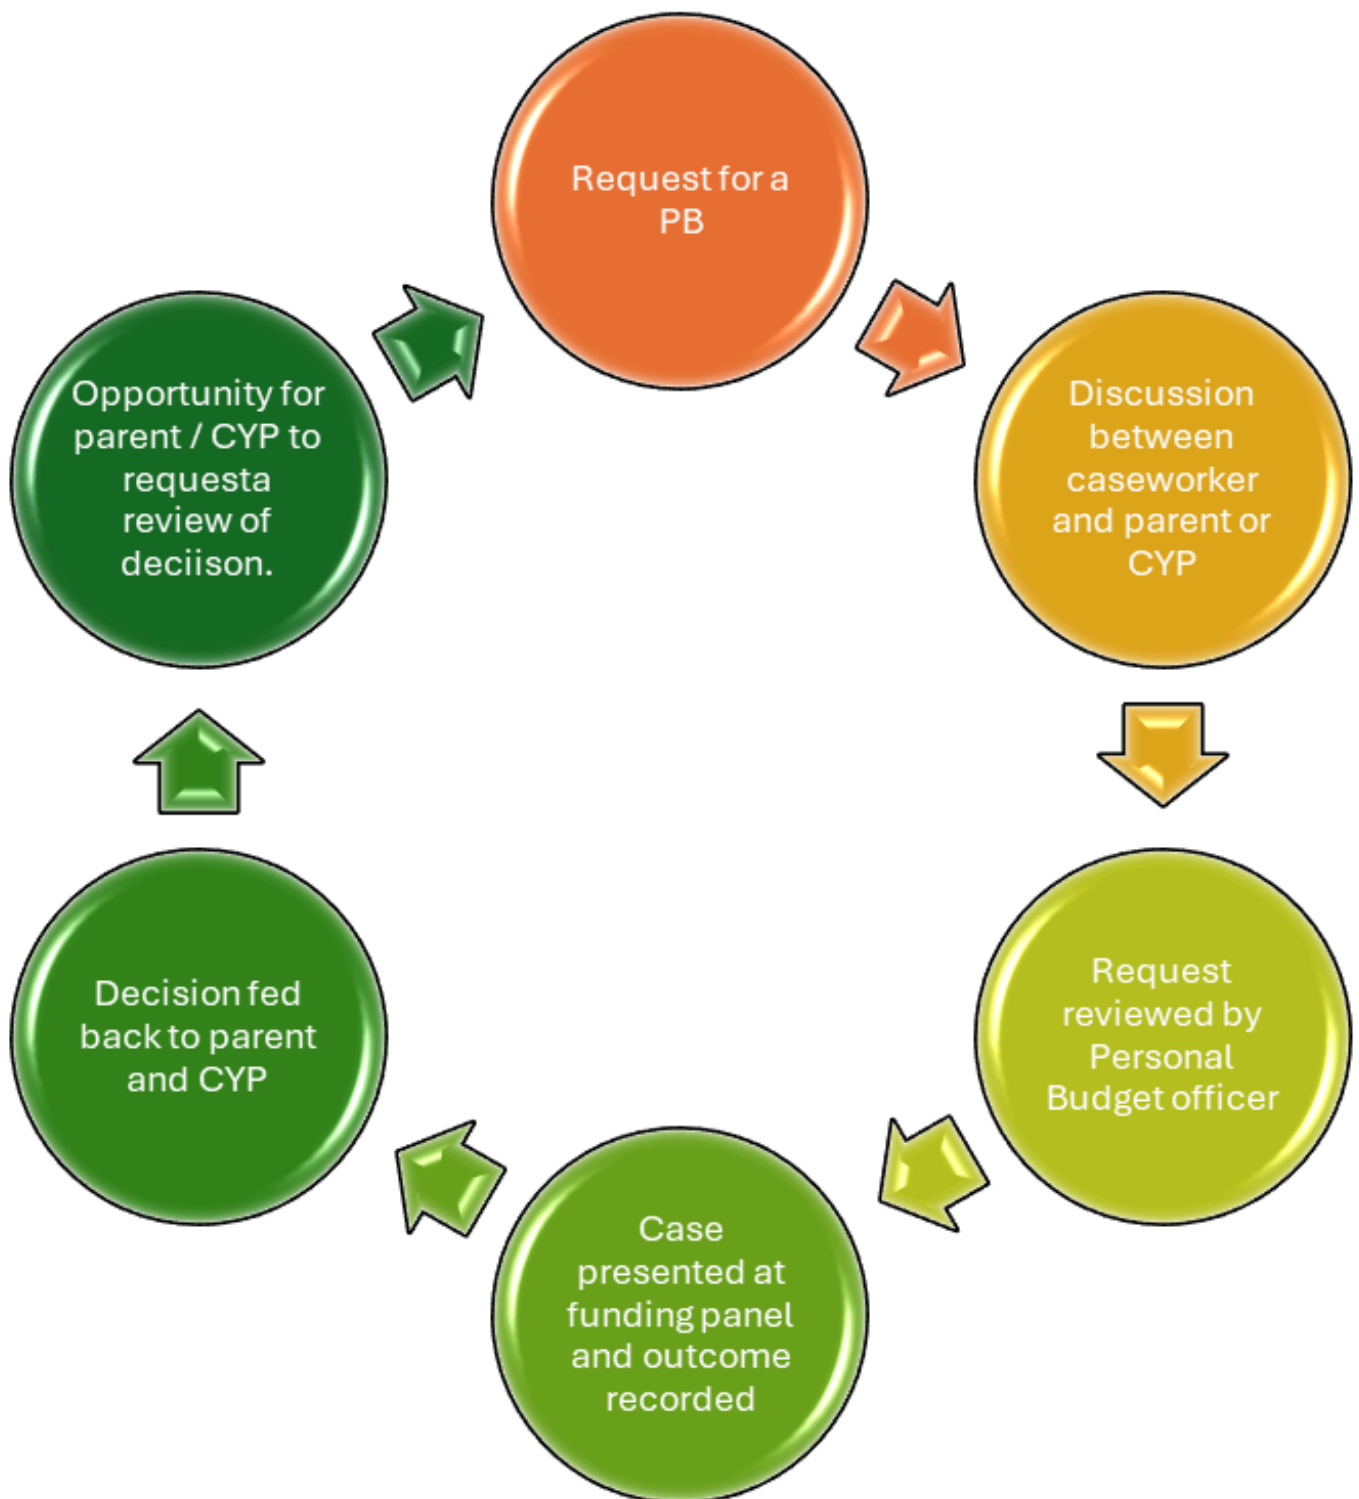 Request for a
PB
Discussion
between
caseworker
and parent or
CYP
Request
reviewed by
Personal
Budget officer
Case
presented at
funding panel
and outcome
recorded
Decision fed
back to parent
and CYP
Opportunity for
parent / CYP to
requesta
review of
deciison.